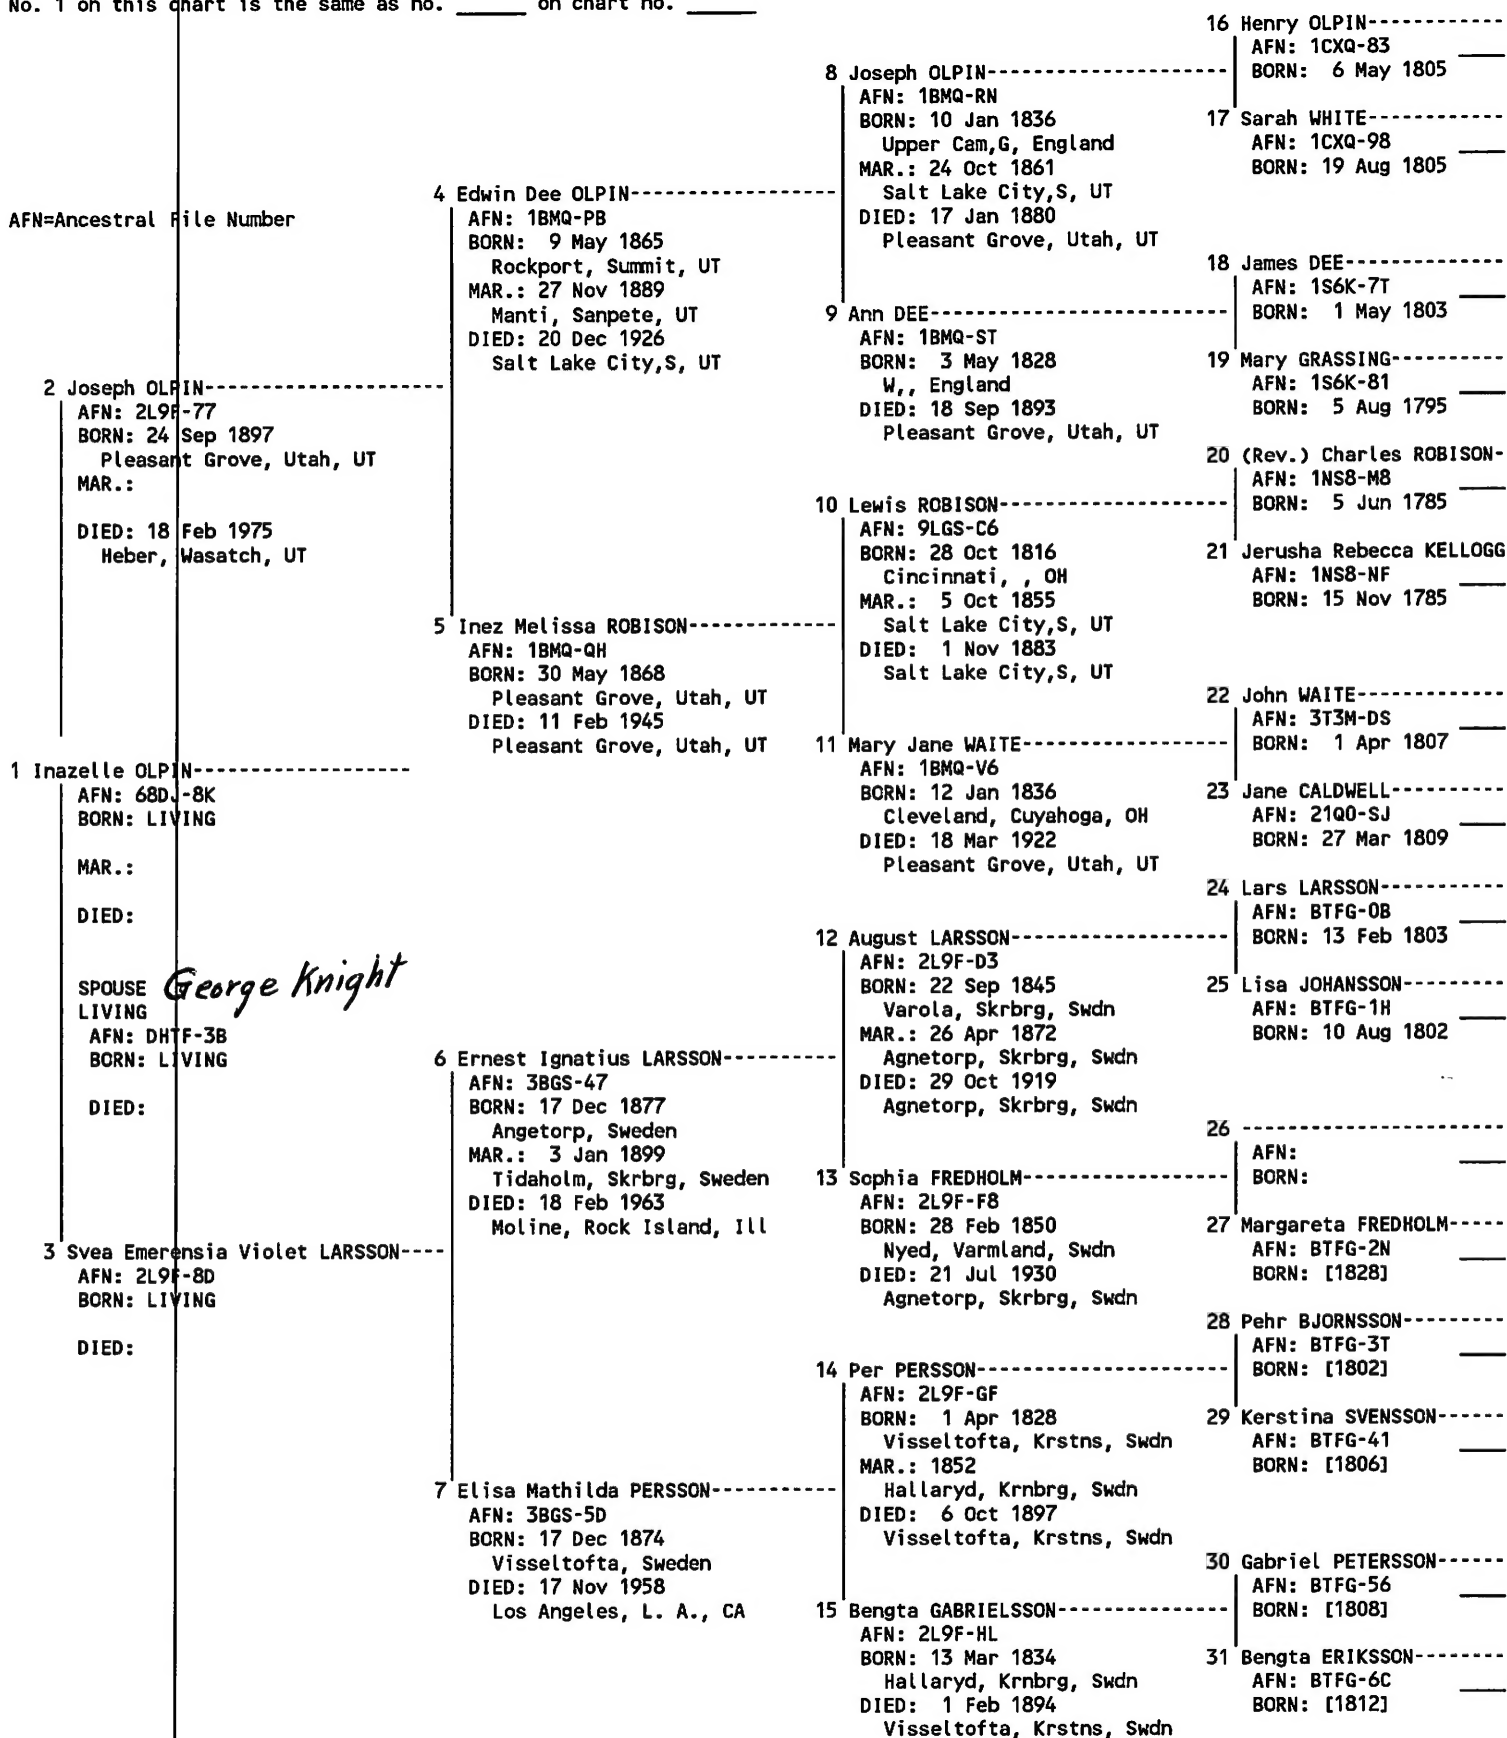 No. 1 on this chart is the same as no. ______ on chart no. ______
AFN=Ancestral File Number
2 Joseph OLPIN--------------------
AFN: 2L9F-77
BORN: 24 Sep 1897
Pleasant Grove, Utah, UT
MAR.:
DIED: 18 Feb 1975
Heber, Wasatch, UT
1 Inazelle OLPIN-------------------
AFN: 68DJ-8K
BORN: LIVING
MAR.:
DIED:
SPOUSE George Knight
LIVING
AFN: DHTF-3B
BORN: LIVING
DIED:
3 Svea Emerensia Violet LARSSON----
AFN: 2L9F-8D
BORN: LIVING
DIED:
4 Edwin Dee OLPIN------------------
AFN: 1BMQ-PB
BORN: 9 May 1865
Rockport, Summit, UT
MAR.: 27 Nov 1889
Manti, Sanpete, UT
DIED: 20 Dec 1926
Salt Lake City,S, UT
5 Inez Melissa ROBISON-------------
AFN: 1BMQ-QH
BORN: 30 May 1868
Pleasant Grove, Utah, UT
DIED: 11 Feb 1945
Pleasant Grove, Utah, UT
6 Ernest Ignatius LARSSON----------
AFN: 3BGS-47
BORN: 17 Dec 1877
Angetorp, Sweden
MAR.: 3 Jan 1899
Tidaholm, Skrbrg, Sweden
DIED: 18 Feb 1963
Moline, Rock Island, Ill
7 Elisa Mathilda PERSSON-----------
AFN: 3BGS-5D
BORN: 17 Dec 1874
Visseltofta, Sweden
DIED: 17 Nov 1958
Los Angeles, L. A., CA
8 Joseph OLPIN---------------------
AFN: 1BMQ-RN
BORN: 10 Jan 1836
Upper Cam,G, England
MAR.: 24 Oct 1861
Salt Lake City,S, UT
DIED: 17 Jan 1880
Pleasant Grove, Utah, UT
9 Ann DEE--------------------------
AFN: 1BMQ-ST
BORN: 3 May 1828
W,, England
DIED: 18 Sep 1893
Pleasant Grove, Utah, UT
10 Lewis ROBISON--------------------
AFN: 9LGS-C6
BORN: 28 Oct 1816
Cincinnati, , OH
MAR.: 5 Oct 1855
Salt Lake City,S, UT
DIED: 1 Nov 1883
Salt Lake City,S, UT
11 Mary Jane WAITE------------------
AFN: 1BMQ-V6
BORN: 12 Jan 1836
Cleveland, Cuyahoga, OH
DIED: 18 Mar 1922
Pleasant Grove, Utah, UT
12 August LARSSON-------------------
AFN: 2L9F-D3
BORN: 22 Sep 1845
Varola, Skrbrg, Swdn
MAR.: 26 Apr 1872
Agnetorp, Skrbrg, Swdn
DIED: 29 Oct 1919
Agnetorp, Skrbrg, Swdn
13 Sophia FREDHOLM------------------
AFN: 2L9F-F8
BORN: 28 Feb 1850
Nyed, Varmland, Swdn
DIED: 21 Jul 1930
Agnetorp, Skrbrg, Swdn
14 Per PERSSON----------------------
AFN: 2L9F-GF
BORN: 1 Apr 1828
Visseltofta, Krstns, Swdn
MAR.: 1852
Hallaryd, Krnbrg, Swdn
DIED: 6 Oct 1897
Visseltofta, Krstns, Swdn
15 Bengta GABRIELSSON---------------
AFN: 2L9F-HL
BORN: 13 Mar 1834
Hallaryd, Krnbrg, Swdn
DIED: 1 Feb 1894
Visseltofta, Krstns, Swdn
16 Henry OLPIN------------
AFN: 1CXQ-83
BORN: 6 May 1805
17 Sarah WHITE------------
AFN: 1CXQ-98
BORN: 19 Aug 1805
18 James DEE--------------
AFN: 1S6K-7T
BORN: 1 May 1803
19 Mary GRASSING----------
AFN: 1S6K-81
BORN: 5 Aug 1795
20 (Rev.) Charles ROBISON-
AFN: 1NS8-M8
BORN: 5 Jun 1785
21 Jerusha Rebecca KELLOGG
AFN: 1NS8-NF
BORN: 15 Nov 1785
22 John WAITE-------------
AFN: 3T3M-DS
BORN: 1 Apr 1807
23 Jane CALDWELL----------
AFN: 21Q0-SJ
BORN: 27 Mar 1809
24 Lars LARSSON-----------
AFN: BTFG-0B
BORN: 13 Feb 1803
25 Lisa JOHANSSON---------
AFN: BTFG-1H
BORN: 10 Aug 1802
26 -----------------------
AFN:
BORN:
27 Margareta FREDHOLM-----
AFN: BTFG-2N
BORN: [1828]
28 Pehr BJORNSSON---------
AFN: BTFG-3T
BORN: [1802]
29 Kerstina SVENSSON------
AFN: BTFG-41
BORN: [1806]
30 Gabriel PETERSSON------
AFN: BTFG-56
BORN: [1808]
31 Bengta ERIKSSON--------
AFN: BTFG-6C
BORN: [1812]